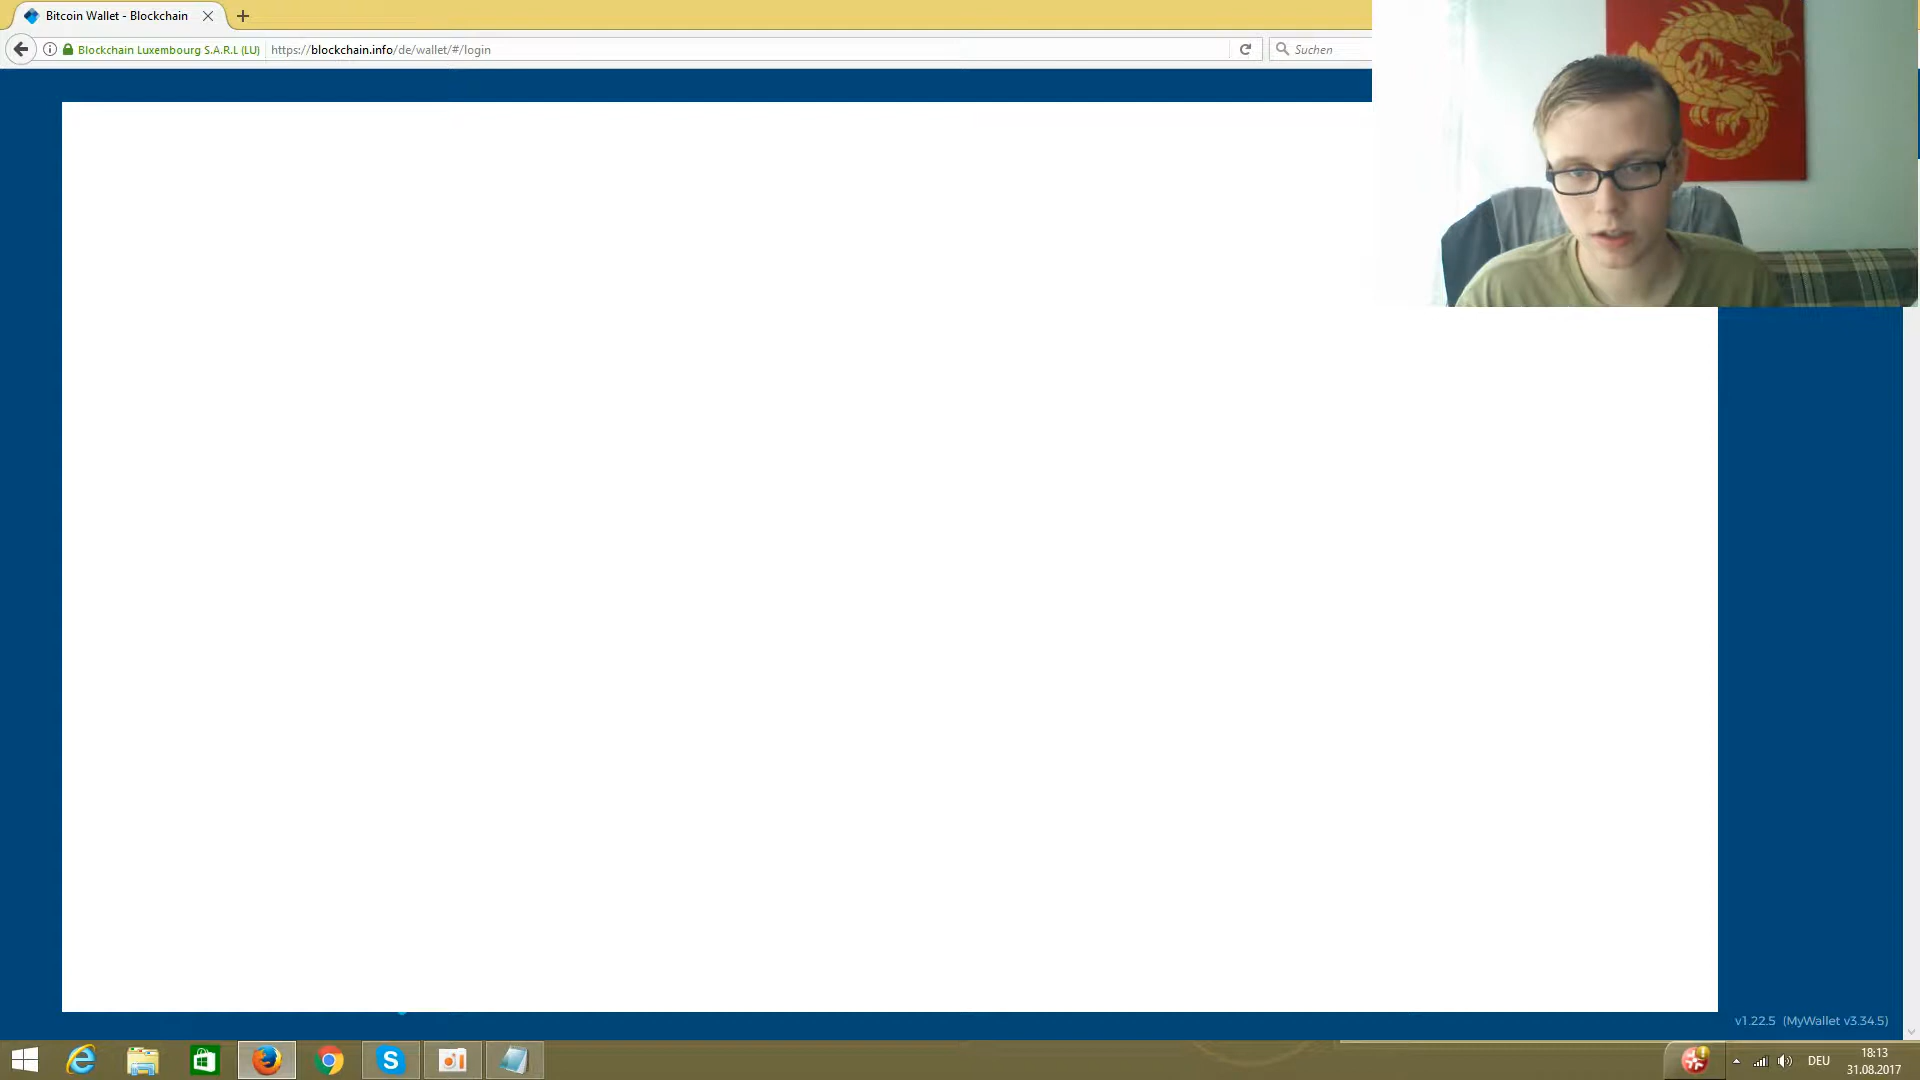 Bitcoin Wallet - Blockchain
Blockchain Luxembourg S.A.R.L (LU)
https://blockchain.info/de/wallet/#/login
Suchen
v1.22.5 (MyWallet v3.34.5)
DEU
18:13
31.08.2017